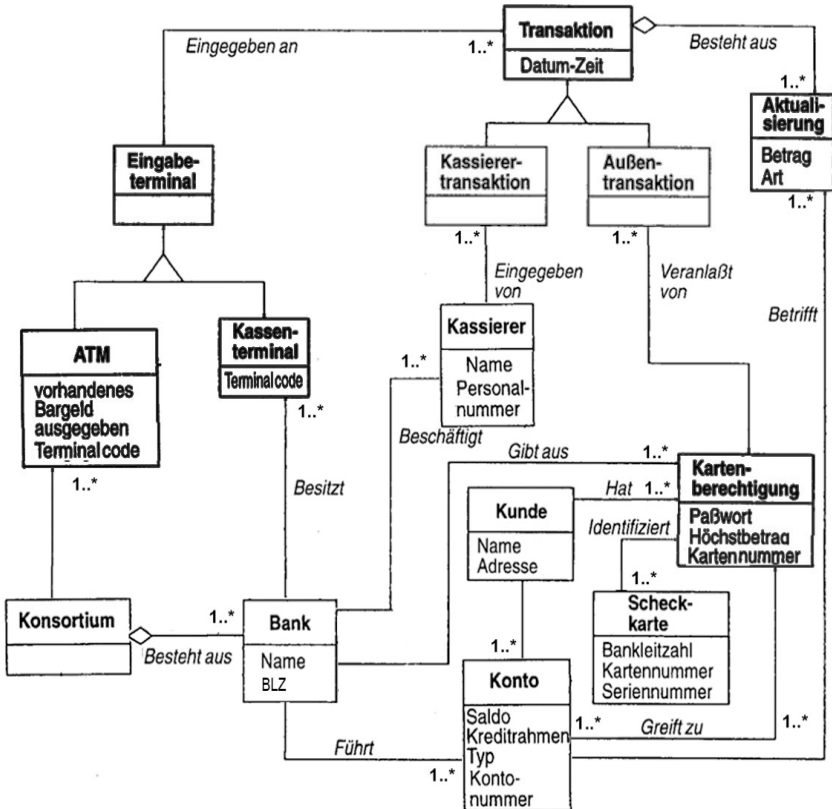 Transaktion
Datum-Zeit
Eingegeben an
1..*
Besteht aus
1..*
Aktuali-
sierung
Betrag
Art
1..*
Eingabe-
terminal
Kassierer-
transaktion
1..*
Außen-
transaktion
1..*
Eingegeben
von
Veranlaßt
von
Betrifft
ATM
vorhandenes
Bargeld
ausgegeben
Terminalcode
1..*
Kassen-
terminal
Terminalcode
1..*
Kassierer
Name
Personal-
nummer
1..*
Beschäftigt
Besitzt
Gibt aus
1..*
Hat
1..*
Karten-
berechtigung
Paßwort
Höchstbetrag
Kartennummer
Kunde
Name
Adresse
Identifiziert
1..*
Scheck-
karte
Bankleitzahl
Kartennummer
Seriennummer
Konsortium
Besteht aus
1..*
Bank
Name
BLZ
1..*
Konto
Saldo
Kreditrahmen
Typ
Konto-
nummer
1..*
Greift zu
1..*
Führt
1..*